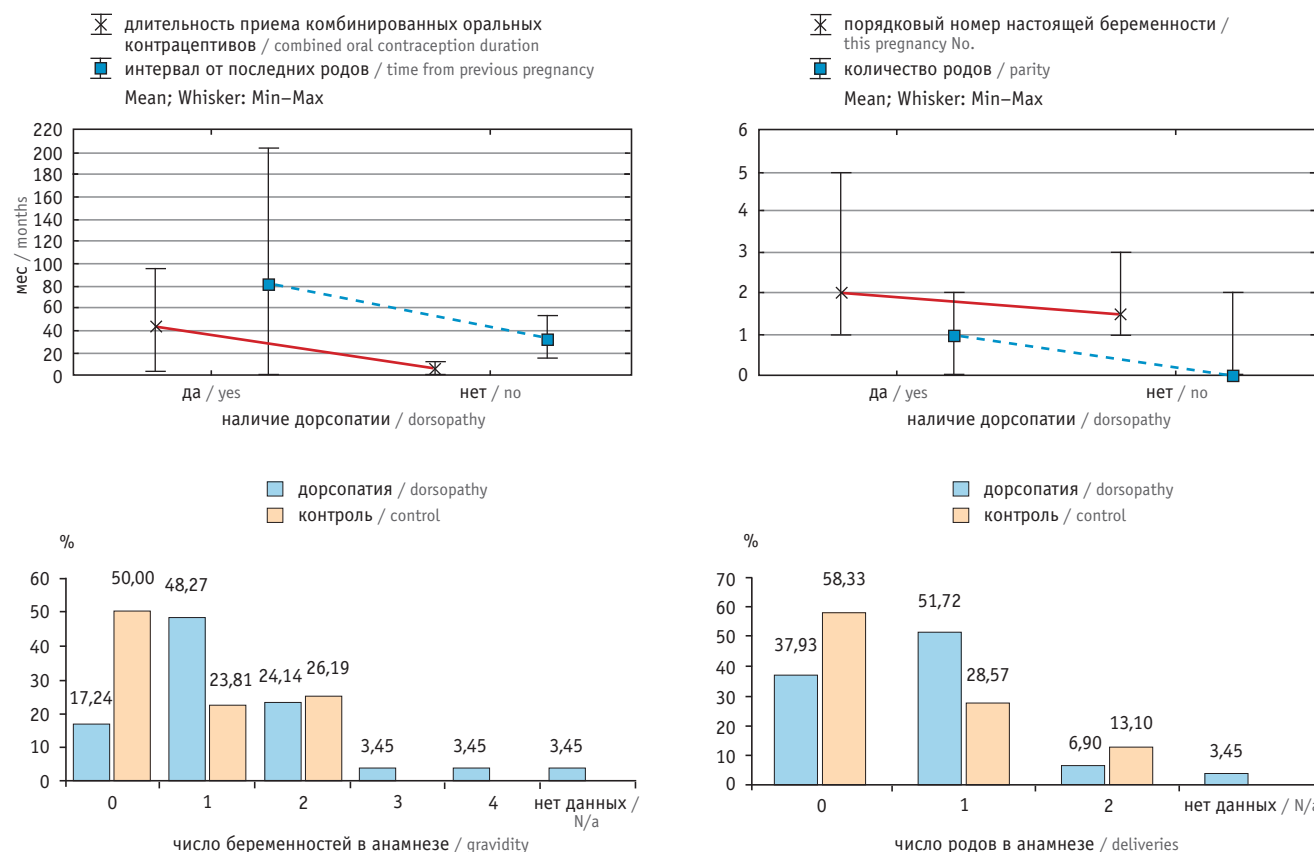 длительность приема комбинированных оральных
контрацептивов / combined oral contraception duration
интервал от последних родов / time from previous pregnancy
Mean; Whisker: Min–Max
220
200
180
160
140
120
100
80
60
40
20
0
мес / months
да / yes
нет / no
наличие дорсопатии / dorsopathy
порядковый номер настоящей беременности /
this pregnancy No.
количество родов / parity
Mean; Whisker: Min–Max
6
5
4
3
2
1
0
да / yes
нет / no
наличие дорсопатии / dorsopathy
дорсопатия / dorsopathy
контроль / control
%
60
50
40
30
20
10
0
17,24
50,00
48,27
23,81
24,14
26,19
3,45
3,45
3,45
0
1
2
3
4
нет данных /
N/a
число беременностей в анамнезе / gravidity
дорсопатия / dorsopathy
контроль / control
%
70
60
50
40
30
20
10
0
37,93
58,33
51,72
28,57
6,90
13,10
3,45
0
1
2
нет данных / N/a
число родов в анамнезе / deliveries